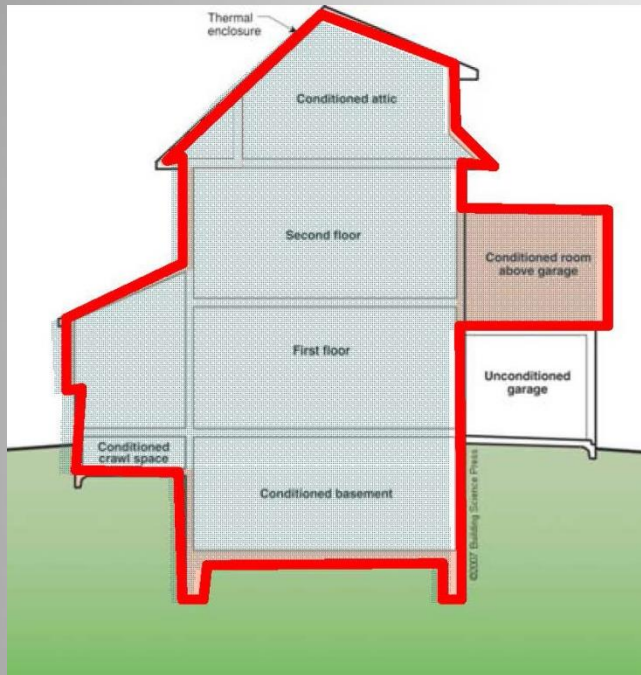 Thermal
enclosure
Conditioned attic
Second floor
Conditioned room
above garage
First floor
Unconditioned
garage
Conditioned
crawl space
Conditioned basement
©2007 Building Science Press